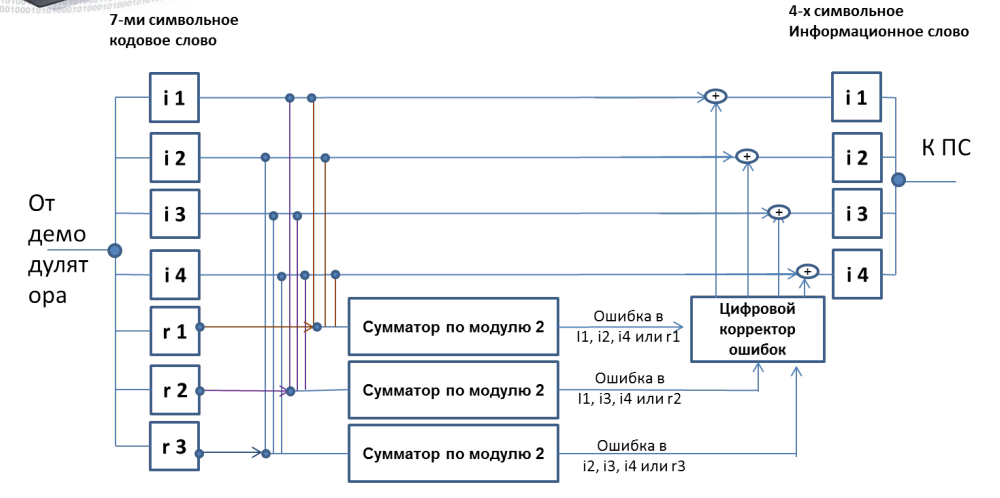 7-ми символьное
кодовое слово
4-х символьное
Информационное слово
От
демо
дулят
ора
i 1
i 2
i 3
i 4
r 1
r 2
r 3
+
+
+
+
i 1
i 2
i 3
i 4
К ПС
Сумматор по модулю 2
Ошибка в
I1, i2, i4 или r1
Цифровой
корректор
ошибок
Сумматор по модулю 2
Ошибка в
I1, i3, i4 или r2
Сумматор по модулю 2
Ошибка в
i2, i3, i4 или r3